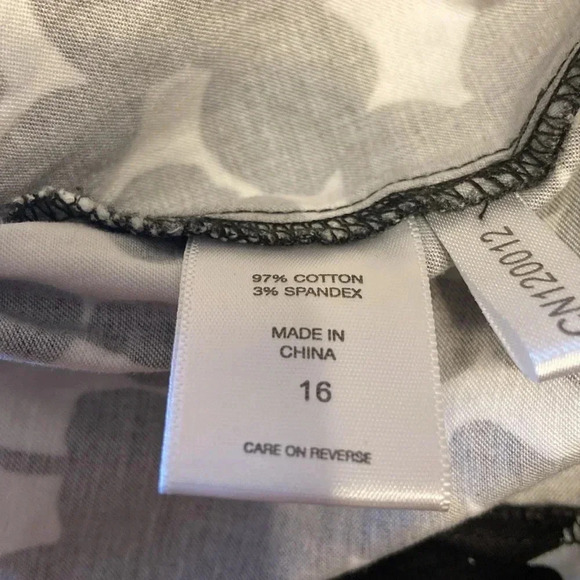 97% COTTON
3% SPANDEX
MADE IN
CHINA
16
CARE ON REVERSE
CN120012